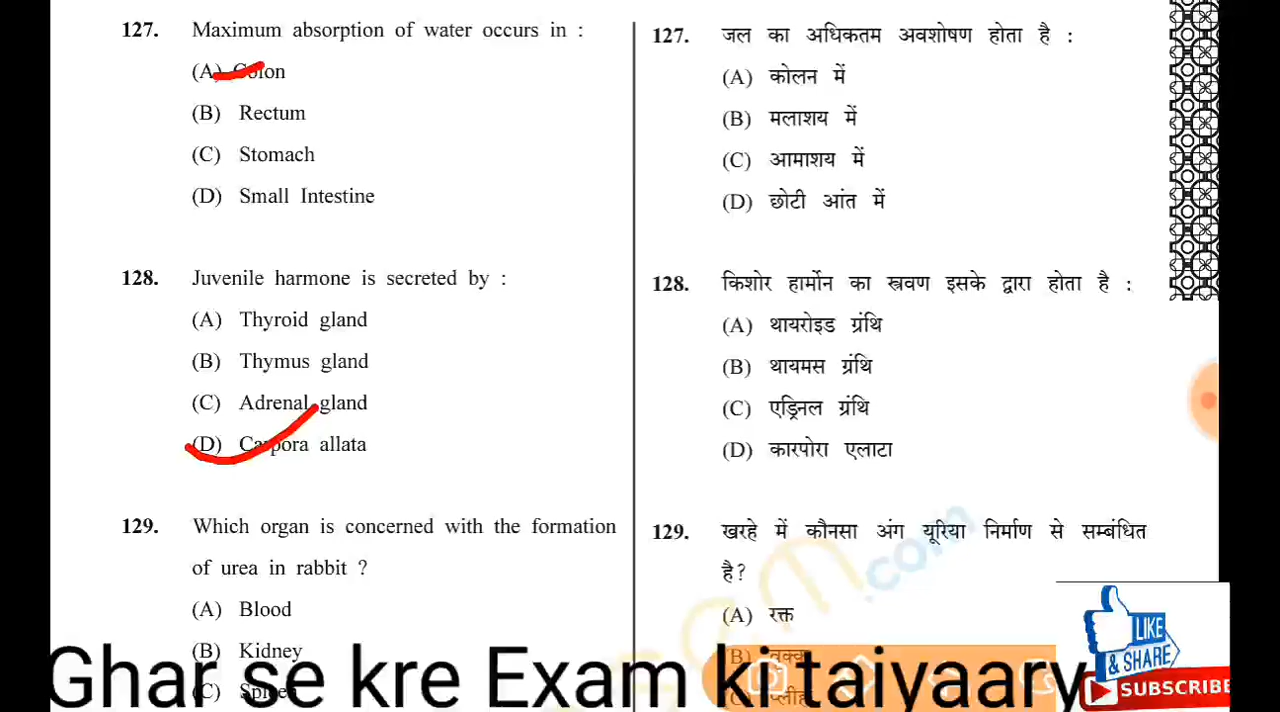 127. Maximum absorption of water occurs in :
(A) Colon
(B) Rectum
(C) Stomach
(D) Small Intestine
128. Juvenile harmone is secreted by :
(A) Thyroid gland
(B) Thymus gland
(C) Adrenal gland
(D) Carpora allata
129. Which organ is concerned with the formation
of urea in rabbit ?
(A) Blood
(B) Kidney
(C) Spleen
127. जल का अधिकतम अवशोषण होता है :
(A) कोलन में
(B) मलाशय में
(C) आमाशय में
(D) छोटी आंत में
128. किशोर हार्मोन का स्त्रवण इसके द्वारा होता है :
(A) थायरोइड ग्रंथि
(B) थायमस ग्रंथि
(C) एड्रिनल ग्रंथि
(D) कारपोरा एलाटा
129. खरहे में कौनसा अंग यूरिया निर्माण से सम्बंधित
है?
(A) रक्त
(B) वृक्क
(C) प्लीहा
.com
Ghar se kre Exam ki taiyaary
LIKE
& SHARE
SUBSCRIBE